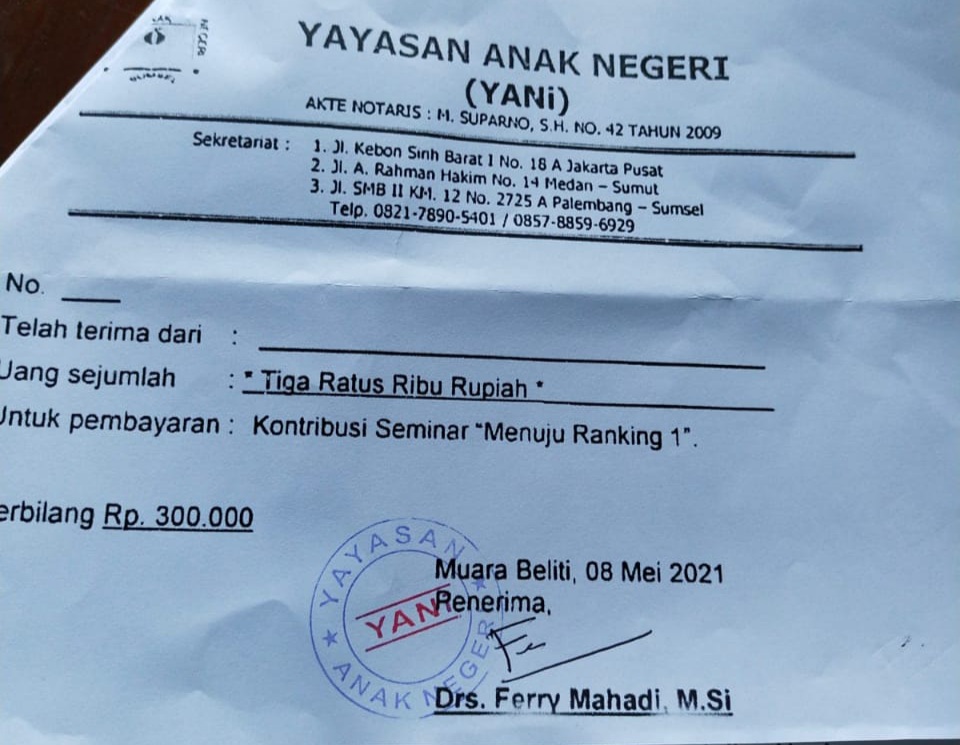 YAYASAN ANAK NEGERI
(YANi)
AKTE NOTARIS : M. SUPARNO, S.H. NO. 42 TAHUN 2009
Sekretariat : 1. Jl. Kebon Sirih Barat I No. 18 A Jakarta Pusat
2. Jl. A. Rahman Hakim No. 14 Medan – Sumut
3. Jl. SMB II KM. 12 No. 2725 A Palembang – Sumsel
Telp. 0821-7890-5401 / 0857-8859-6929
No.
Telah terima dari :
Uang sejumlah : " Tiga Ratus Ribu Rupiah "
Untuk pembayaran : Kontribusi Seminar "Menuju Ranking 1".
erbilang Rp. 300.000
Muara Beliti, 08 Mei 2021
Penerima,
YAYASAN ANAK NEGERI
YANi
Drs. Ferry Mahadi, M.Si